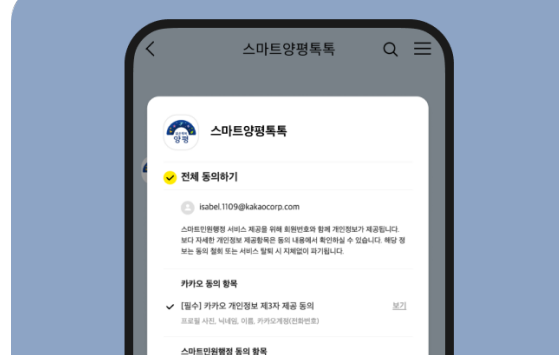 스마트양평톡톡
양평
스마트양평톡톡
전체 동의하기
isabel.1109@kakaocorp.com
스마트민원행정 서비스 제공을 위해 회원번호와 함께 개인정보가 제공됩니다.
보다 자세한 개인정보 제공항목은 동의 내용에서 확인하실 수 있습니다. 해당 정
보는 동의 철회 또는 서비스 탈퇴 시 지체없이 파기됩니다.
카카오 동의 항목
[필수] 카카오 개인정보 제3자 제공 동의 보기
프로필 사진, 닉네임, 이름, 카카오계정(전화번호)
스마트민원행정 동의 항목